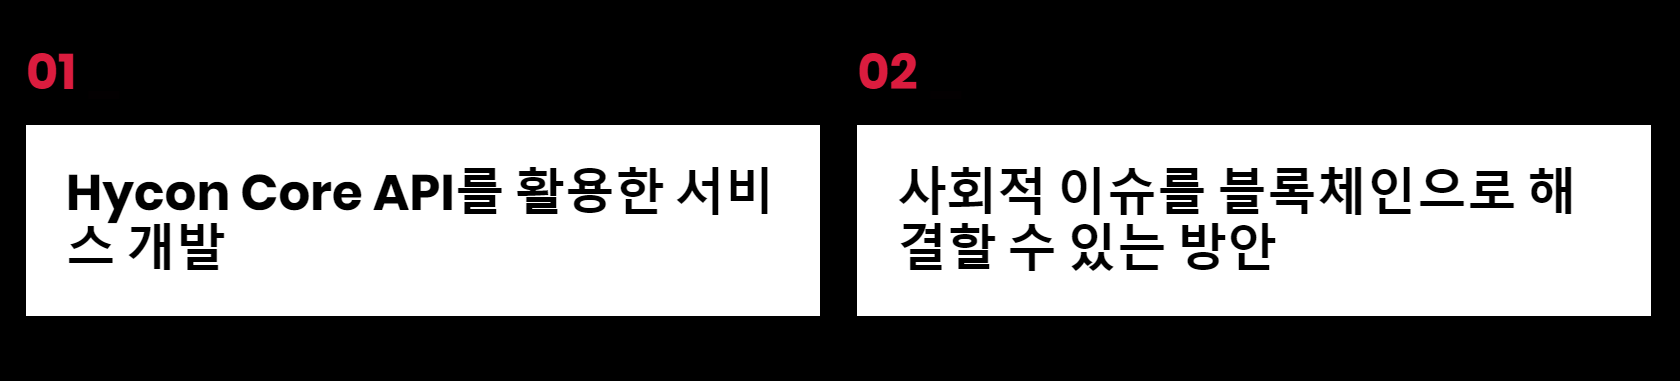 01
Hycon Core API를 활용한 서비
스 개발
02
사회적 이슈를 블록체인으로 해
결할 수 있는 방안